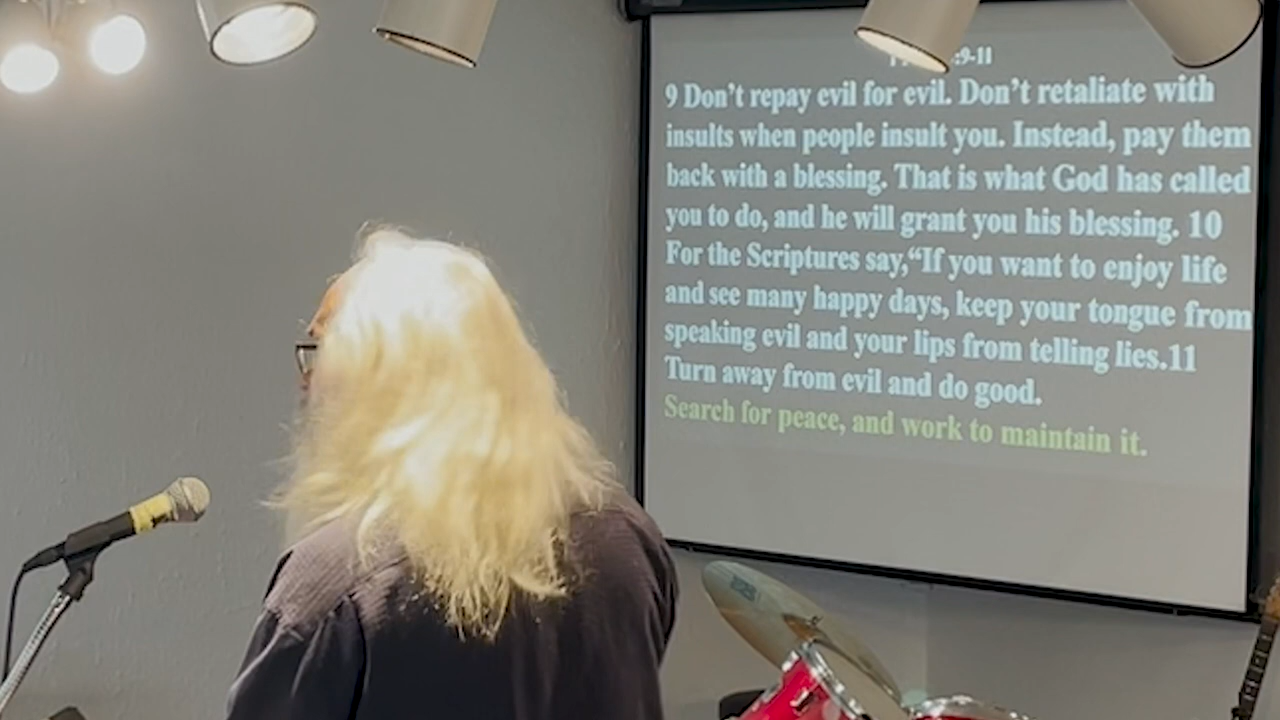 :9-11
9 Don't repay evil for evil. Don't retaliate with
insults when people insult you. Instead, pay them
back with a blessing. That is what God has called
you to do, and he will grant you his blessing. 10
For the Scriptures say,“If you want to enjoy life
and see many happy days, keep your tongue from
speaking evil and your lips from telling lies.11
Turn away from evil and do good.
Search for peace, and work to maintain it.